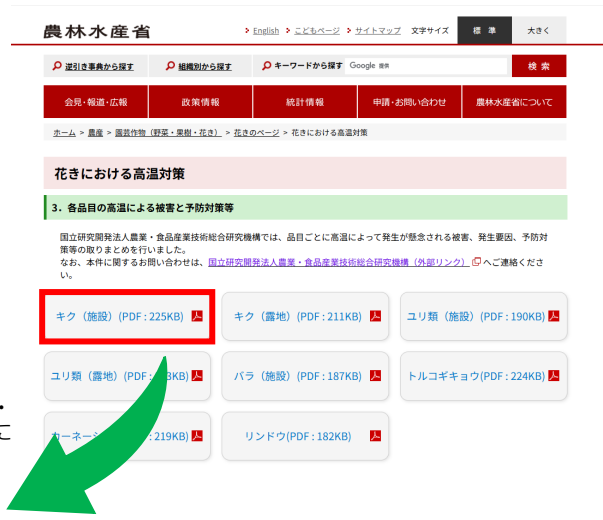 農林水産省
English こどもページ サイトマップ 文字サイズ 標準 大きく
逆引き事典から探す 組織別から探す キーワードから探す Google 提供 検索
会見・報道・広報 政策情報 統計情報 申請・お問い合わせ 農林水産省について
ホーム > 農産 > 園芸作物（野菜・果樹・花き） > 花きのページ > 花きにおける高温対策
花きにおける高温対策
3．各品目の高温による被害と予防対策等
国立研究開発法人農業・食品産業技術総合研究機構では、品目ごとに高温によって発生が懸念される被害、発生要因、予防対
策等の取りまとめを行いました。
なお、本件に関するお問い合わせは、国立研究開発法人農業・食品産業技術総合研究機構（外部リンク）へご連絡くださ
い。
キク（施設）(PDF : 225KB) キク（露地）(PDF : 211KB) ユリ類（施設）(PDF : 190KB)
ユリ類（露地）(PDF 3KB) バラ（施設）(PDF : 187KB) トルコギキョウ(PDF : 224KB)
・
に
カーネーシ : 219KB) リンドウ(PDF : 182KB)